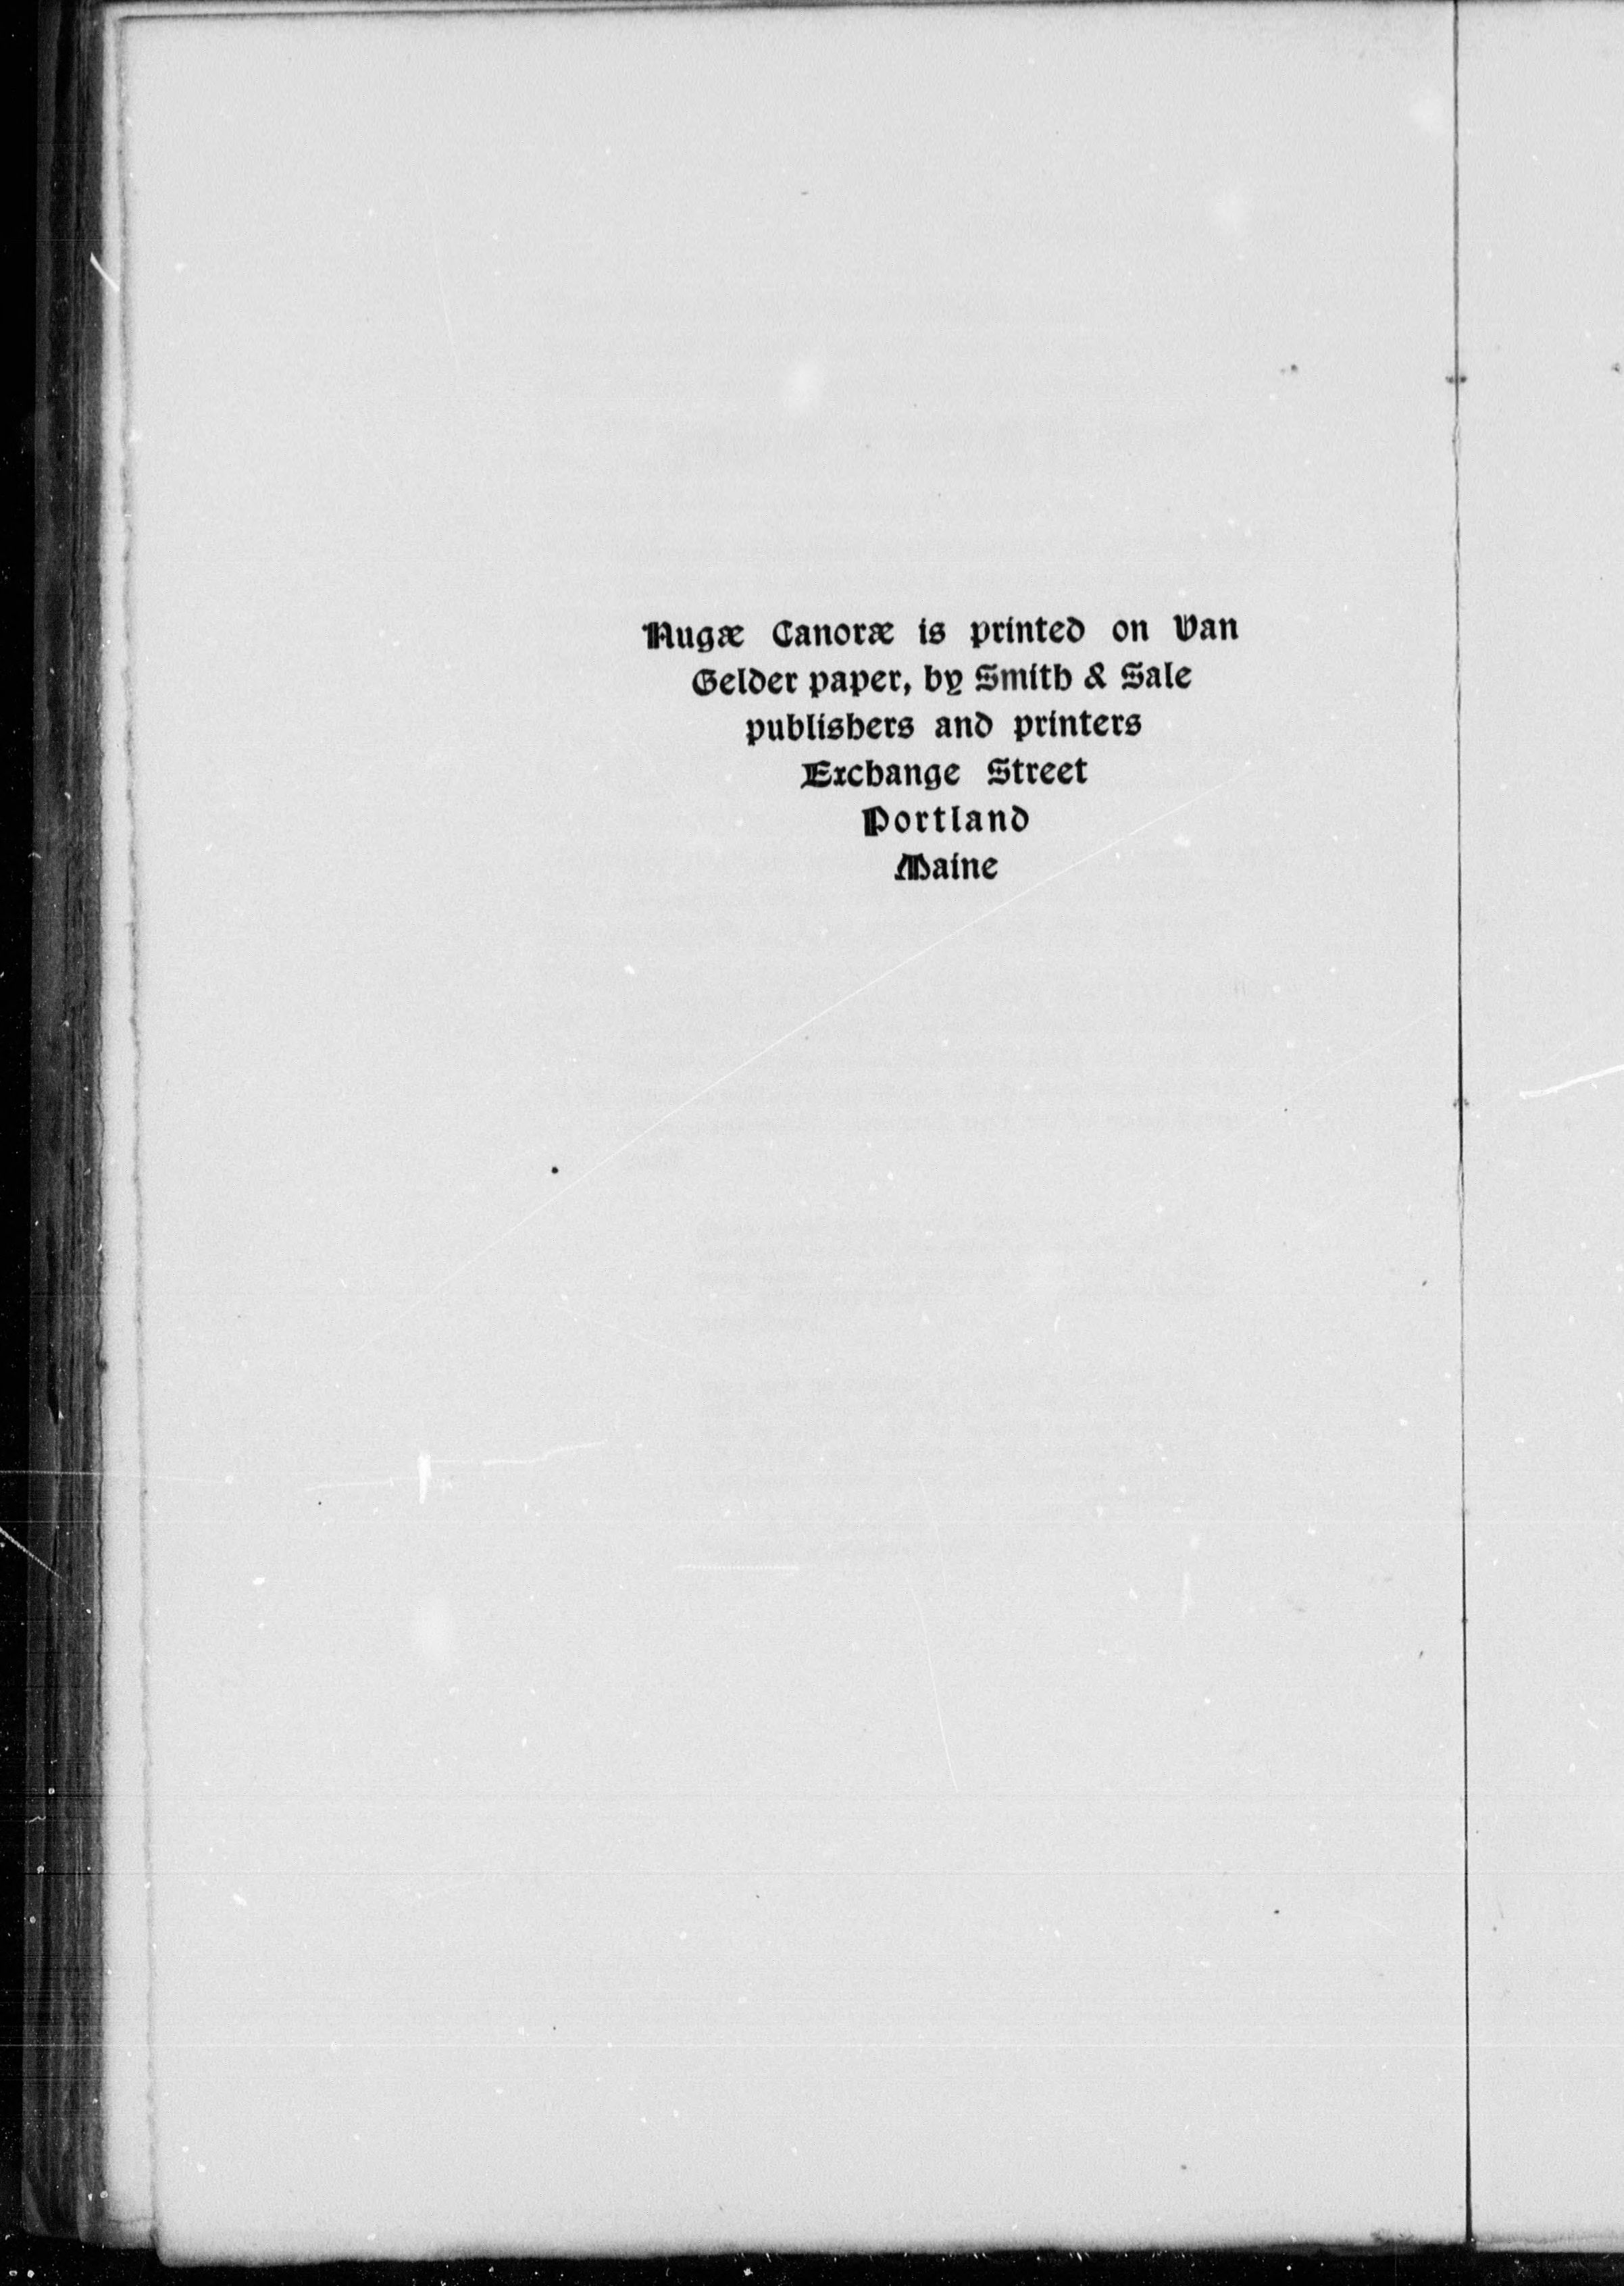 Nugæ Canoræ is printed on Van
Gelder paper, by Smith & Sale
publishers and printers
Exchange Street
Portland
Maine